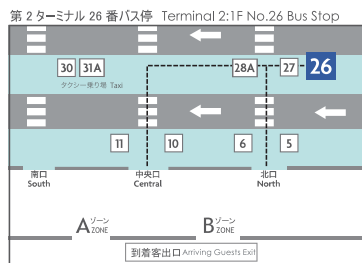 第2ターミナル 26番バス停 Terminal 2:1F No.26 Bus Stop
30 31A 28A 27 26
タクシー乗り場 Taxi
11 10 6 5
南口 中央口 北口
South Central North
A ゾーン ZONE B ゾーン ZONE
到着客出口 Arriving Guests Exit